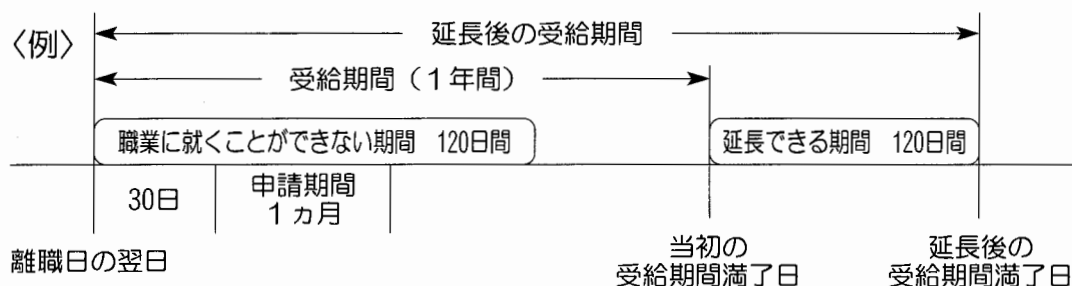 〈例〉
延長後の受給期間
受給期間（1年間）
職業に就くことができない期間 120日間
延長できる期間 120日間
30日
申請期間
1ヵ月
離職日の翌日
当初の
受給期間満了日
延長後の
受給期間満了日